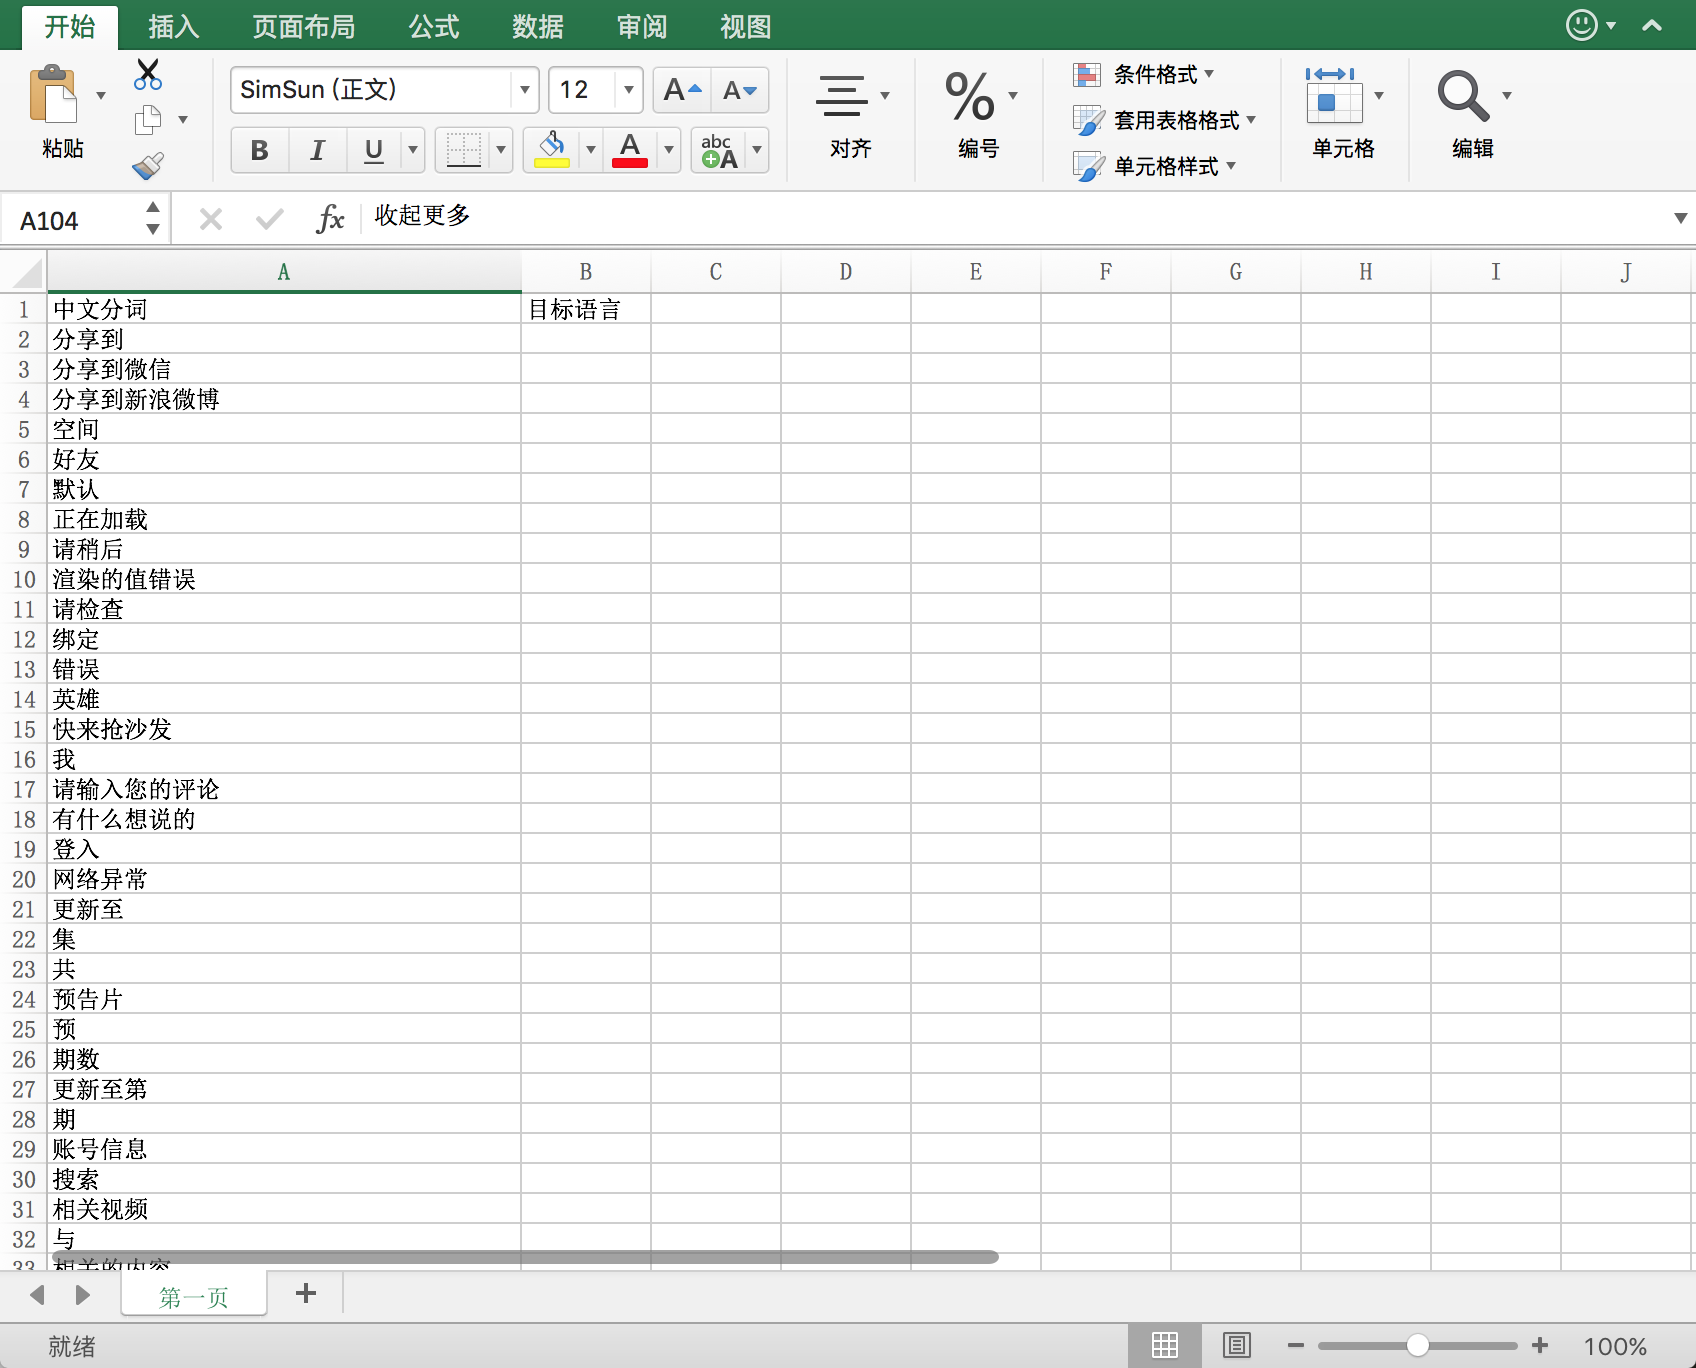 开始 插入 页面布局 公式 数据 审阅 视图
粘贴
SimSun (正文) 12 A A
B I U A abc A
对齐
% 编号
条件格式
套用表格格式
单元格样式
单元格
编辑
A104 fx 收起更多
A B C D E F G H I J
1 中文分词 目标语言
2 分享到
3 分享到微信
4 分享到新浪微博
5 空间
6 好友
7 默认
8 正在加载
9 请稍后
10 渲染的值错误
11 请检查
12 绑定
13 错误
14 英雄
15 快来抢沙发
16 我
17 请输入您的评论
18 有什么想说的
19 登入
20 网络异常
21 更新至
22 集
23 共
24 预告片
25 预
26 期数
27 更新至第
28 期
29 账号信息
30 搜索
31 相关视频
32 与
33 相关的内容
第一页 +
就绪 100%